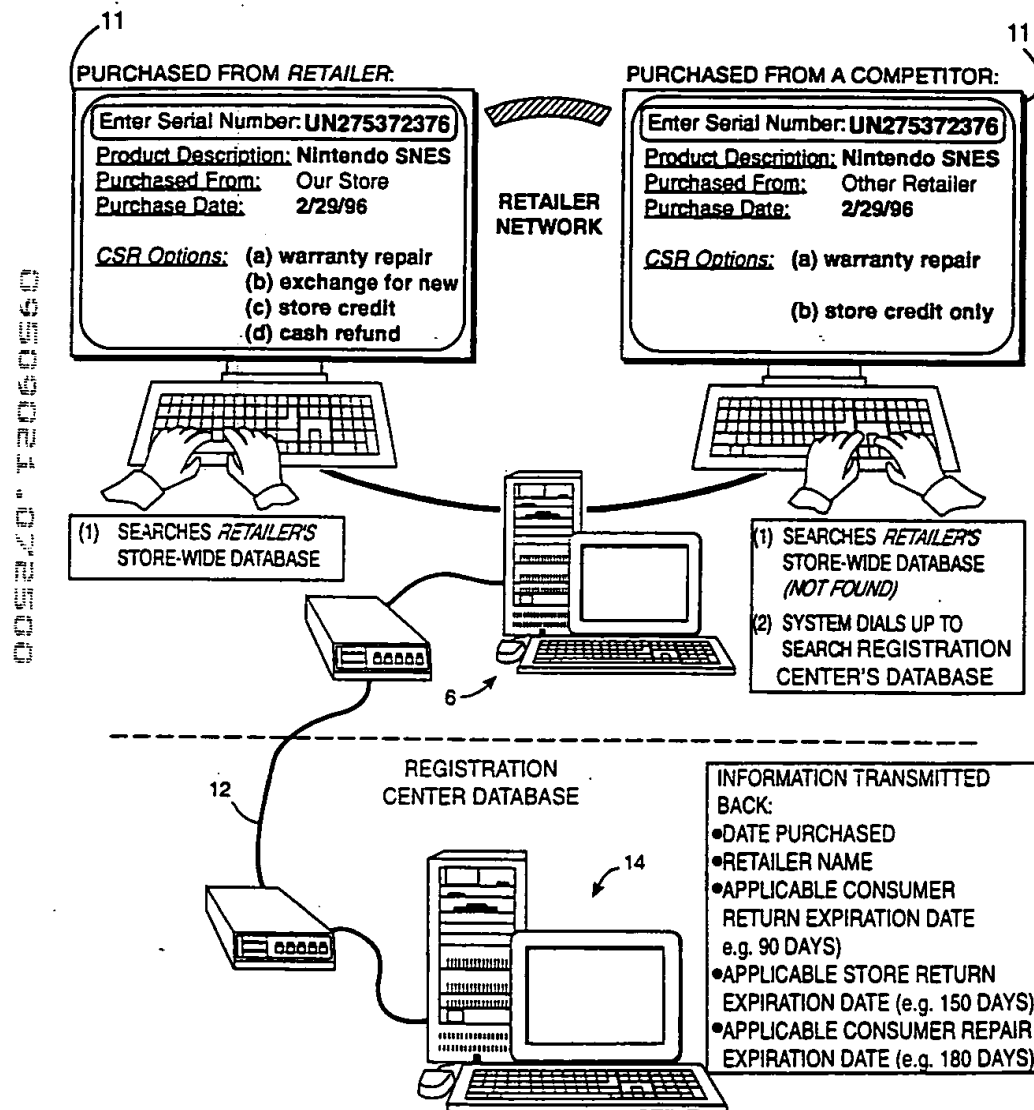 11
11
PURCHASED FROM RETAILER:
Enter Serial Number: UN275372376
Product Description: Nintendo SNES
Purchased From: Our Store
Purchase Date: 2/29/96
CSR Options: (a) warranty repair
(b) exchange for new
(c) store credit
(d) cash refund
RETAILER
NETWORK
PURCHASED FROM A COMPETITOR:
Enter Serial Number: UN275372376
Product Description: Nintendo SNES
Purchased From: Other Retailer
Purchase Date: 2/29/96
CSR Options: (a) warranty repair
(b) store credit only
(1) SEARCHES RETAILER'S
STORE-WIDE DATABASE
(1) SEARCHES RETAILER'S
STORE-WIDE DATABASE
(NOT FOUND)
(2) SYSTEM DIALS UP TO
SEARCH REGISTRATION
CENTER'S DATABASE
6
12
REGISTRATION
CENTER DATABASE
14
INFORMATION TRANSMITTED
BACK:
•DATE PURCHASED
•RETAILER NAME
•APPLICABLE CONSUMER
RETURN EXPIRATION DATE
e.g. 90 DAYS)
•APPLICABLE STORE RETURN
EXPIRATION DATE (e.g. 150 DAYS)
•APPLICABLE CONSUMER REPAIR
EXPIRATION DATE (e.g. 180 DAYS)